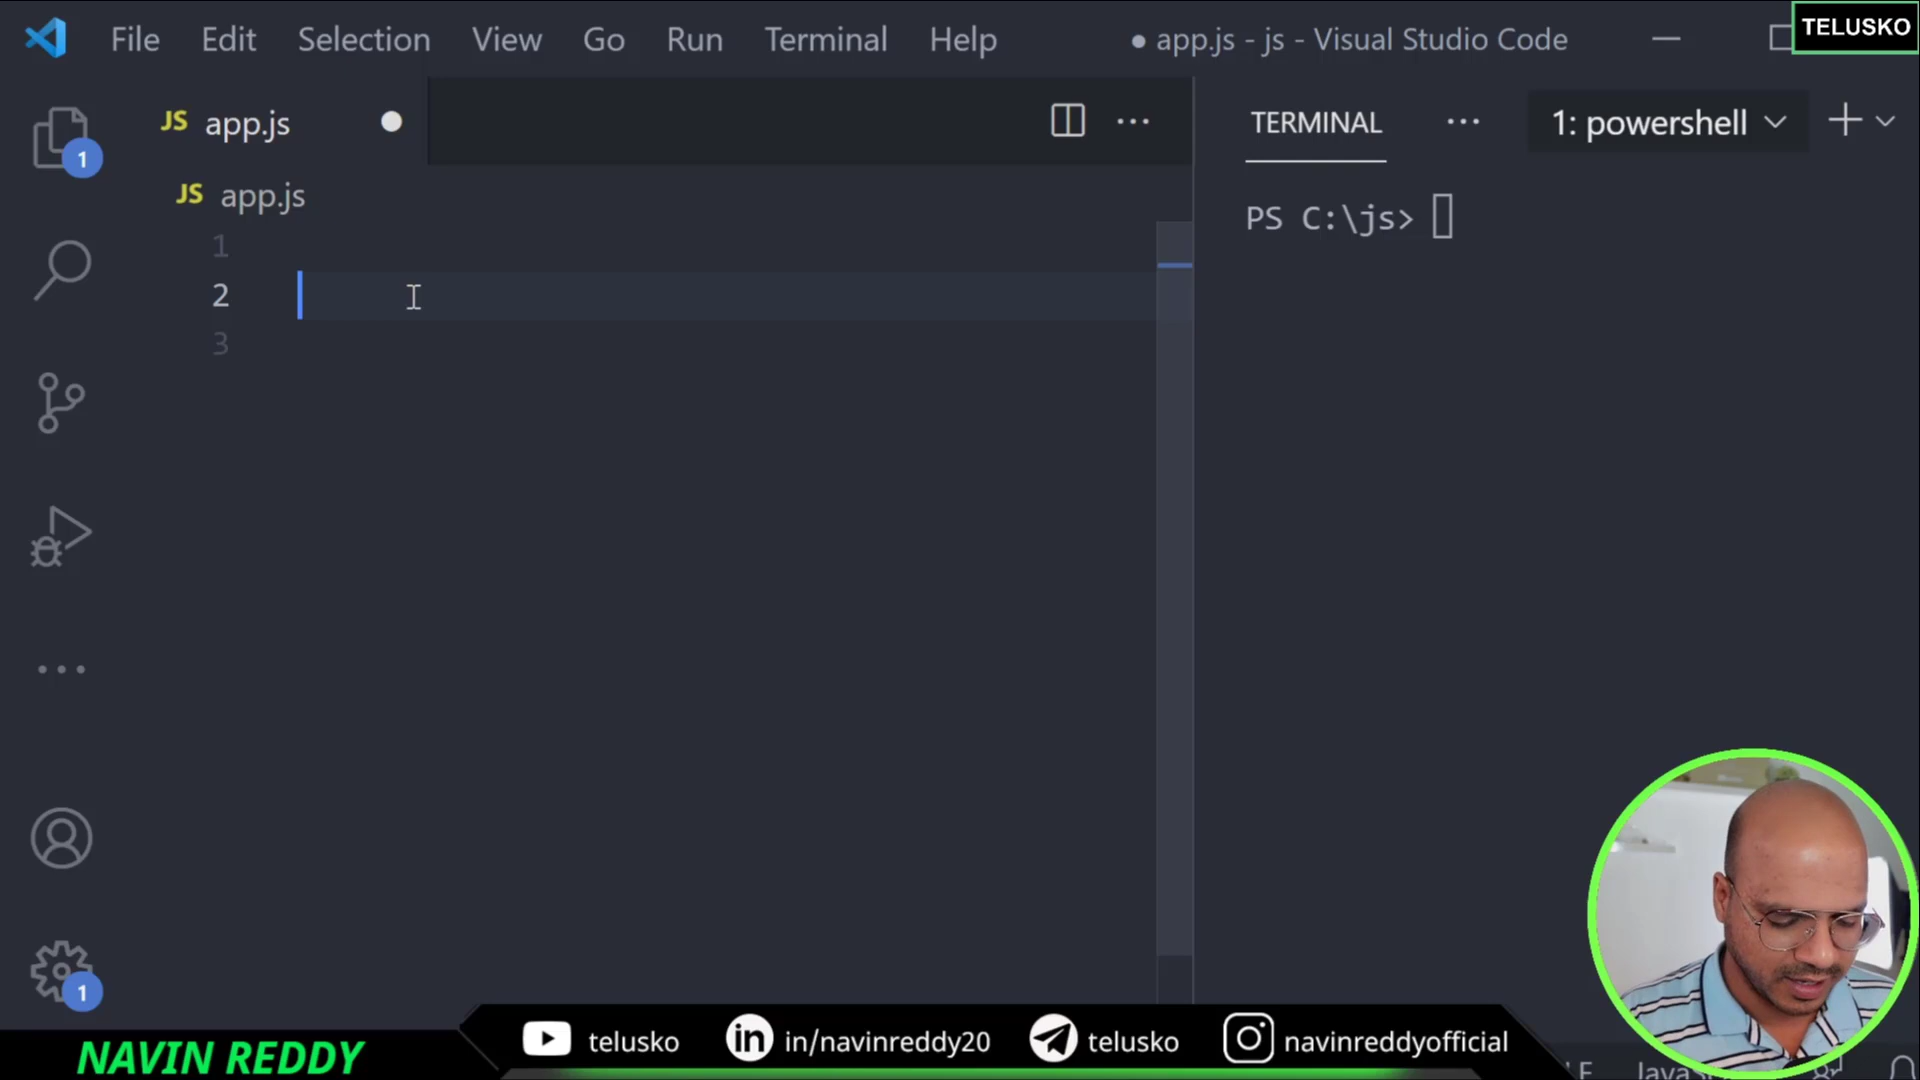 File Edit Selection View Go Run Terminal Help ● app.js - js - Visual Studio Code
TELUSKO
JS app.js ●
TERMINAL ··· 1: powershell
1
JS app.js
PS C:\js>
1
2
3
1
NAVIN REDDY
telusko in/navinreddy20 telusko navinreddyofficial